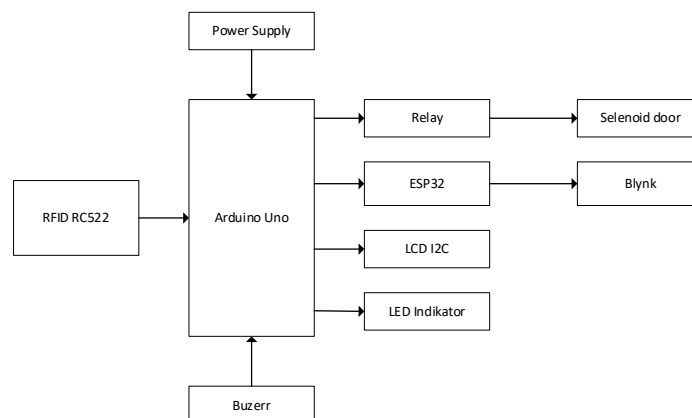 Power Supply
Relay
Selenoid door
ESP32
Blynk
RFID RC522
Arduino Uno
LCD I2C
LED Indikator
Buzerr